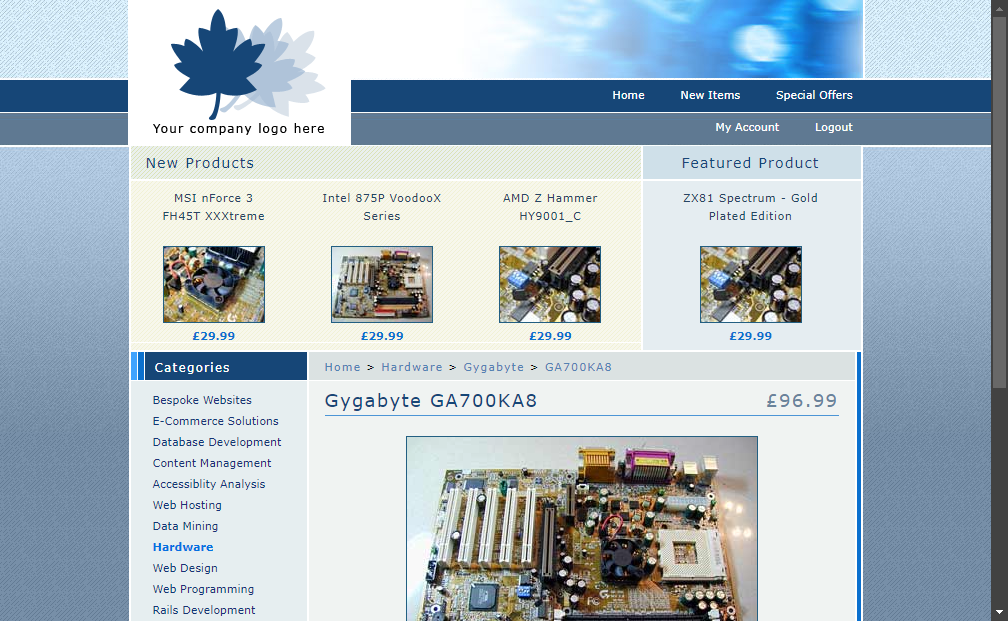 Your company logo here
Home New Items Special Offers
My Account Logout
New Products
Featured Product
MSI nForce 3
FH45T XXXtreme
£29.99
Intel 875P VoodooX
Series
£29.99
AMD Z Hammer
HY9001_C
£29.99
ZX81 Spectrum - Gold
Plated Edition
£29.99
Categories
Bespoke Websites
E-Commerce Solutions
Database Development
Content Management
Accessiblity Analysis
Web Hosting
Data Mining
Hardware
Web Design
Web Programming
Rails Development
Home > Hardware > Gygabyte > GA700KA8
Gygabyte GA700KA8 £96.99